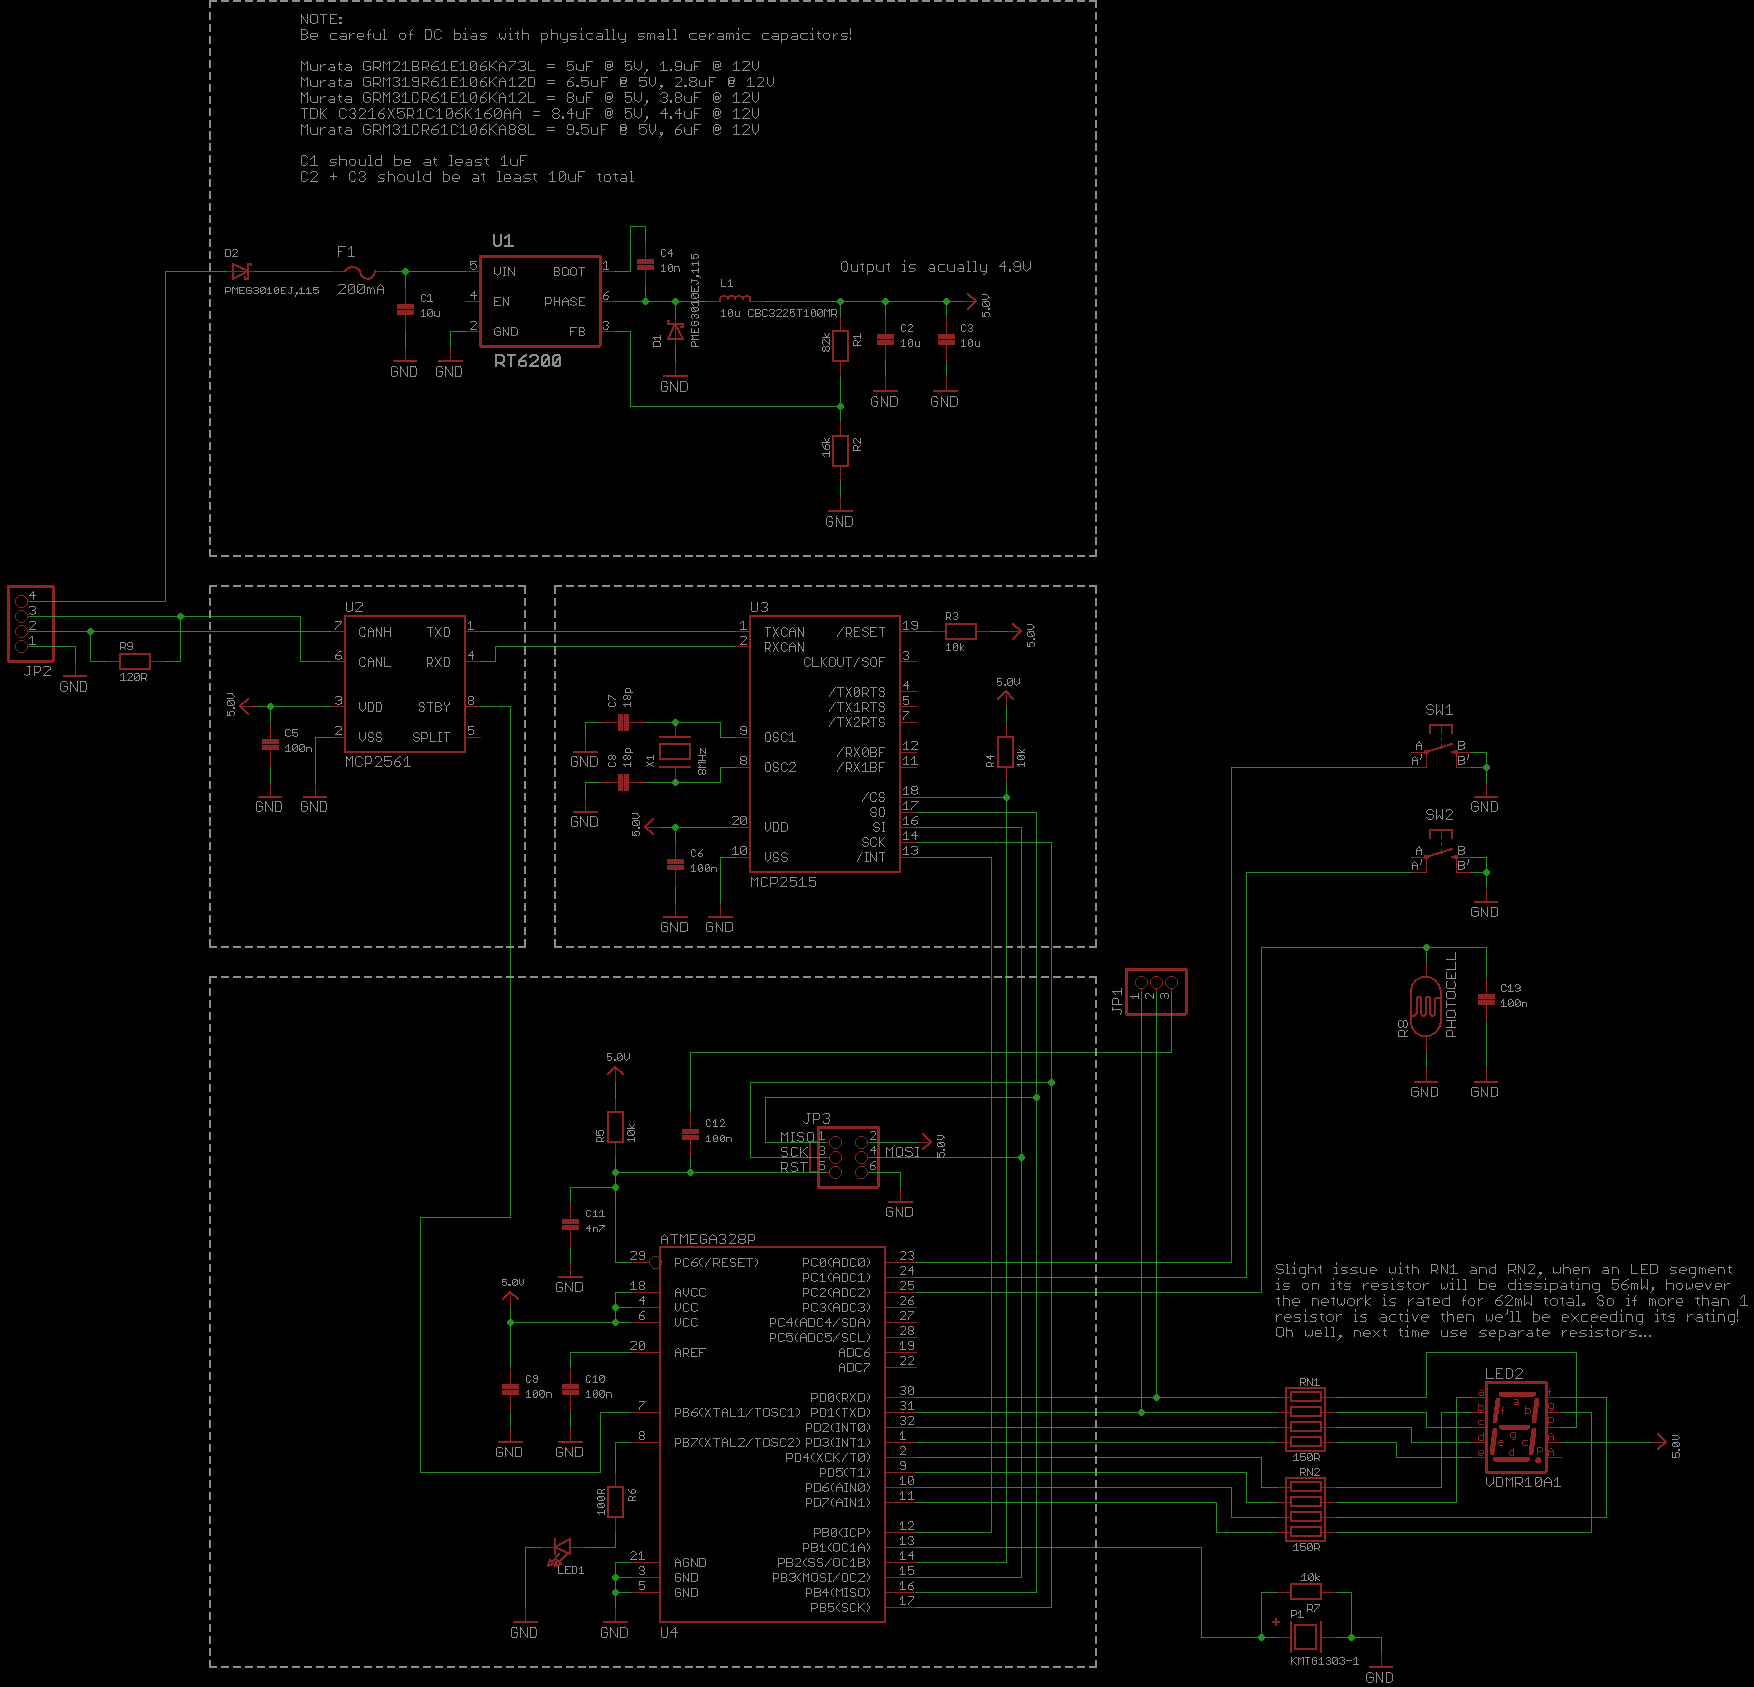 NOTE:
Be careful of DC bias with physically small ceramic capacitors!
Murata GRM21BR61E106KA73L = 5uF @ 5V, 1.9uF @ 12V
Murata GRM319R61E106KA12D = 6.5uF @ 5V, 2.8uF @ 12V
Murata GRM31CR61E106KA12L = 8uF @ 5V, 3.8uF @ 12V
TDK C3216X5R1C106K160AA = 8.4uF @ 5V, 4.4uF @ 12V
Murata GRM31CR61C106KA88L = 9.5uF @ 5V, 6uF @ 12V
C1 should be at least 1uF
C2 + C3 should be at least 10uF total
D2
PMEG3010EJ,115
F1
200mA
C1
10u
GND
GND
U1
5 VIN BOOT 1
4 EN PHASE 6
2 GND FB 3
RT6200
C4
10n
D1
PMEG3010EJ,115
GND
L1
10u CBC3225T100MR
Output is acually 4.9V
5.0V
82k
R1
C2
10u
GND
C3
10u
GND
16k
R2
GND
4
3
2
1
JP2
GND
R9
120R
U2
7 CANH TXD 1
6 CANL RXD 4
3 VDD STBY 8
2 VSS SPLIT 5
MCP2561
5.0V
C5
100n
GND
GND
U3
1 TXCAN /RESET 19
2 RXCAN
CLKOUT/SOF 3
/TX0RTS 4
/TX1RTS 5
/TX2RTS 7
9 OSC1 /RX0BF 12
8 OSC2 /RX1BF 11
/CS 18
SO 17
20 VDD SI 16
SCK 14
10 VSS /INT 13
MCP2515
R3
10k
5.0V
5.0V
R4
10k
C7
18p
GND
C8
18p
GND
X1
8MHz
5.0V
C6
100n
GND
GND
SW1
A B
A' B'
GND
SW2
A B
A' B'
GND
R8
PHOTOCELL
GND
C13
100n
GND
JP1
1
2
3
5.0V
R5
10k
C12
100n
JP3
MISO 1 2
5.0V
SCK 3 4 MOSI
RST 5 6
GND
C11
4n7
GND
ATMEGA328P
29 PC6(/RESET) PC0(ADC0) 23
PC1(ADC1) 24
18 AVCC PC2(ADC2) 25
4 VCC PC3(ADC3) 26
6 VCC PC4(ADC4/SDA) 27
PC5(ADC5/SCL) 28
20 AREF ADC6 19
ADC7 22
PD0(RXD) 30
7 PB6(XTAL1/TOSC1) PD1(TXD) 31
PD2(INT0) 32
8 PB7(XTAL2/TOSC2) PD3(INT1) 1
PD4(XCK/T0) 2
PD5(T1) 9
PD6(AIN0) 10
PD7(AIN1) 11
PB0(ICP) 12
PB1(OC1A) 13
21 AGND PB2(SS/OC1B) 14
3 GND PB3(MOSI/OC2) 15
5 GND PB4(MISO) 16
PB5(SCK) 17
U4
5.0V
C9
100n
GND
C10
100n
GND
100R
R6
LED1
GND
GND
Slight issue with RN1 and RN2, when an LED segment
is on its resistor will be dissipating 56mW, however
the network is rated for 62mW total. So if more than 1
resistor is active then we'll be exceeding its rating!
Oh well, next time use separate resistors...
RN1
150R
RN2
150R
LED2
a
b
c
d
e
a
f b
g
e c
d
P
VDMR10A1
5.0V
10k
R7
P1
+
KMTG1303-1
GND